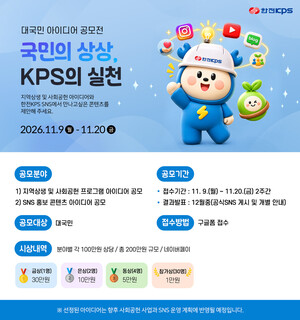 한전KPS
대국민 아이디어 공모전
국민의 상상,
KPS의 실천
지역상생 및 사회공헌 아이디어와
한전KPS SNS에서 만나고싶은 콘텐츠를
제안해 주세요.
2026.11.9 월 - 11.20 금
공모분야
1) 지역상생 및 사회공헌 프로그램 아이디어 공모
2) SNS 홍보 콘텐츠 아이디어 공모
공모기간
• 접수기간 : 11. 9.(월) - 11.20.(금) 2주간
• 결과발표 : 12월중(공식SNS 게시 및 개별 안내)
공모대상
대국민
접수방법
구글폼 접수
시상내역
분야별 각 100만원 상당 / 총 200만원 규모 / 네이버페이
금상(1명)
30만원
은상(2명)
10만원
동상(4명)
5만원
참가상(30명)
1만원
※ 선정된 아이디어는 향후 사회공헌 사업과 SNS 운영 계획에 반영될 예정입니다.